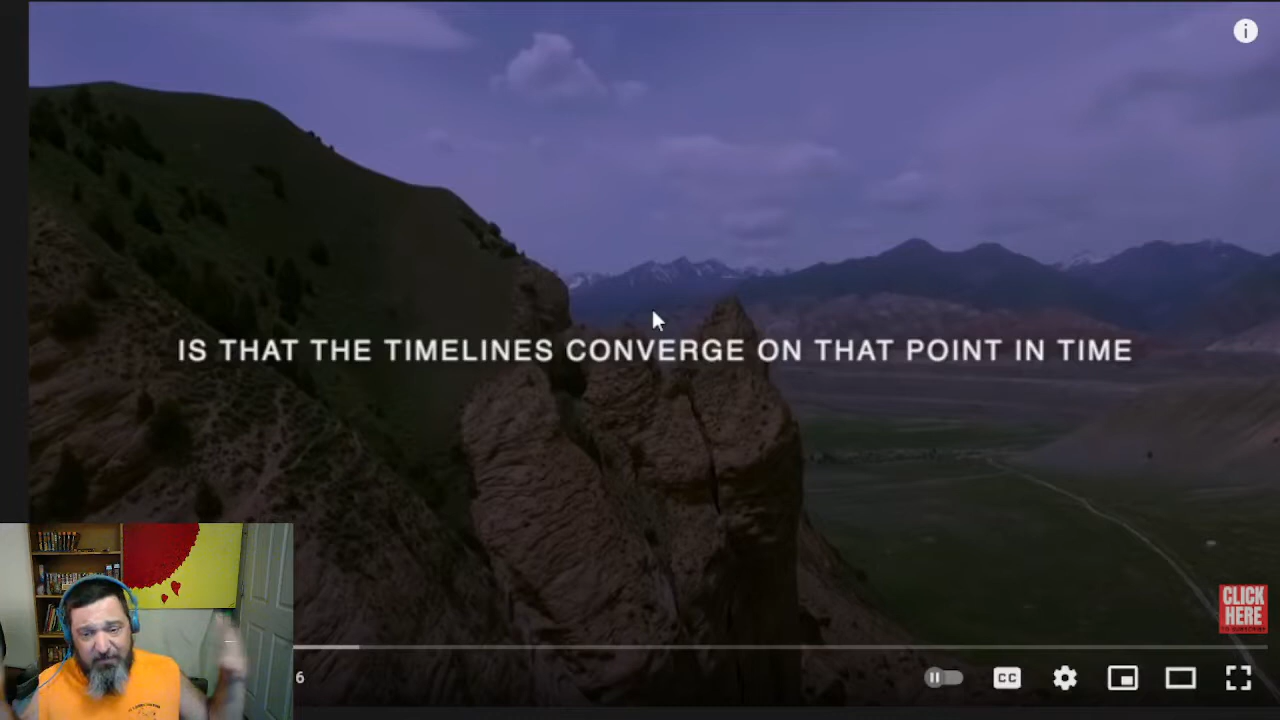 IS THAT THE TIMELINES CONVERGE ON THAT POINT IN TIME
CLICK
HERE
6
CC